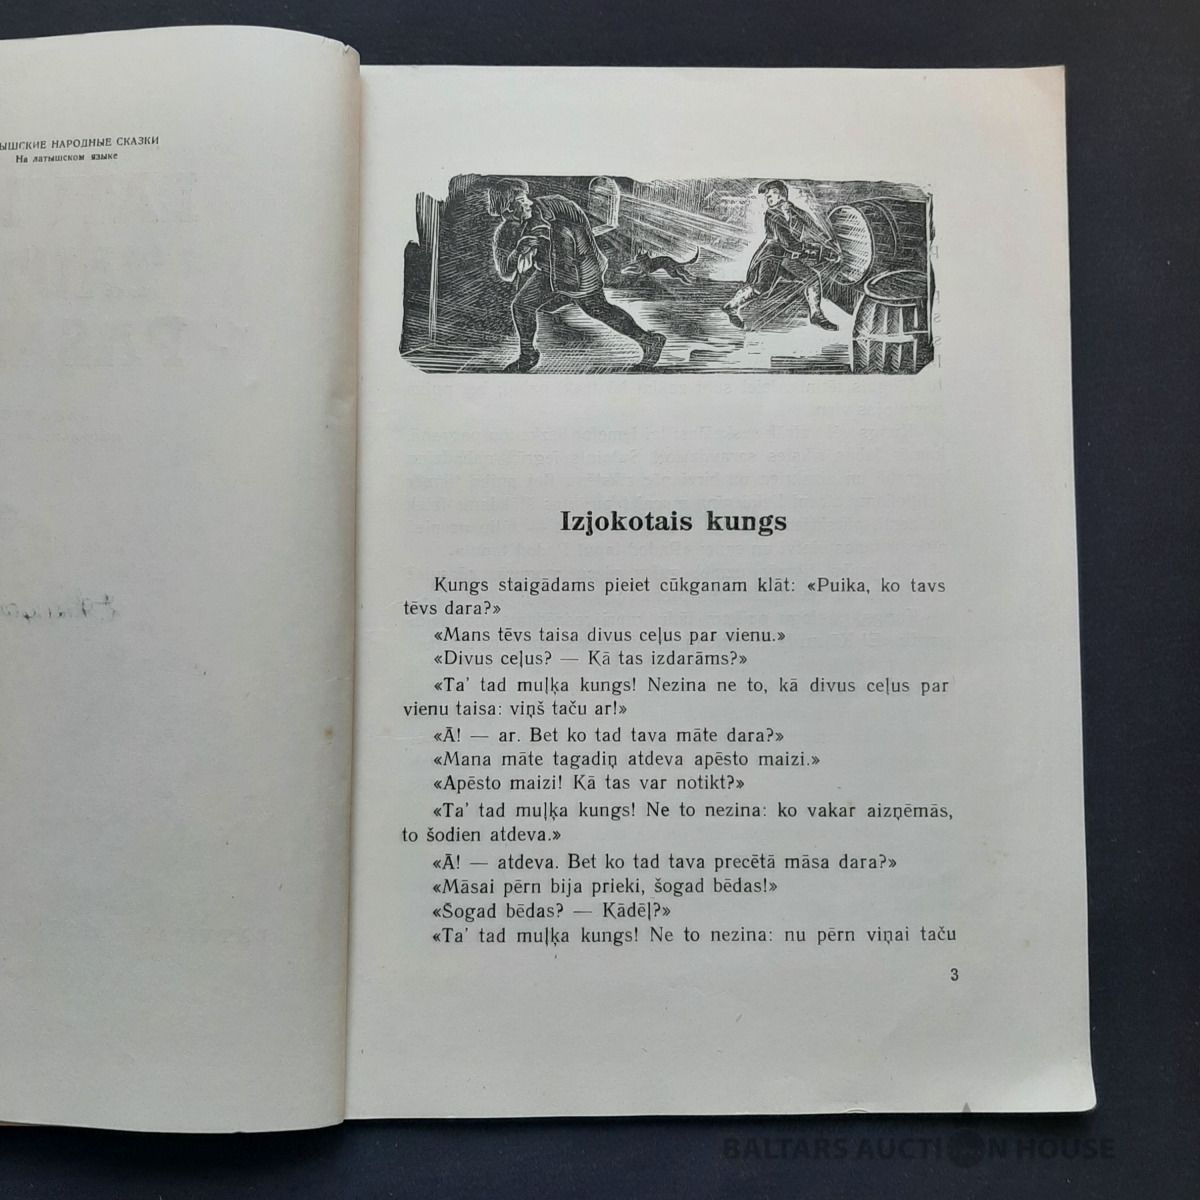 ЫШСКИЕ НАРОДНЫЕ СКАЗКИ
На латышском языке
Izjokotais kungs
Kungs staigādams pieiet cūkganam klāt: «Puika, ko tavs
tēvs dara?»
«Mans tēvs taisa divus ceļus par vienu.»
«Divus ceļus? — Kā tas izdarāms?»
«Ta’ tad muļķa kungs! Nezina ne to, kā divus ceļus par
vienu taisa: viņš taču ar!»
«Ā! — ar. Bet ko tad tava māte dara?»
«Mana māte tagadiņ atdeva apēsto maizi.»
«Apēsto maizi! Kā tas var notikt?»
«Ta’ tad muļķa kungs! Ne to nezina: ko vakar aizņēmās,
to šodien atdeva.»
«Ā! — atdeva. Bet ko tad tava precētā māsa dara?»
«Māsai pērn bija prieki, šogad bēdas!»
«Šogad bēdas? — Kādēļ?»
«Ta’ tad muļķa kungs! Ne to nezina: nu pērn viņai taču
3
BALTARS AUCTION HOUSE